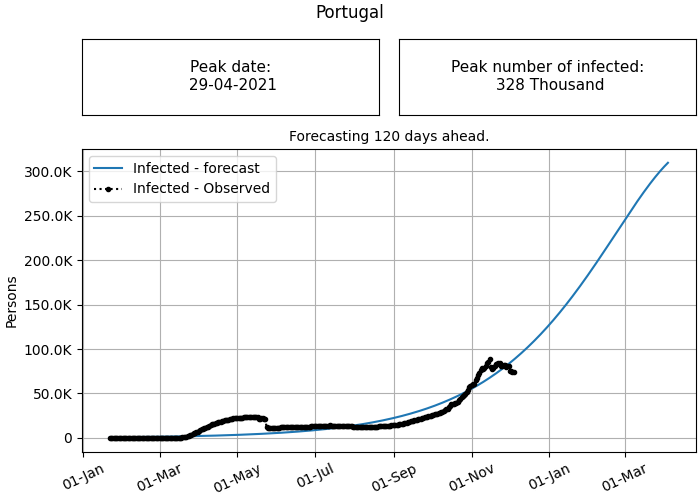 Portugal
Peak date:
29-04-2021
Peak number of infected:
328 Thousand
Forecasting 120 days ahead.
Infected - forecast
Infected - Observed
300.0K
250.0K
200.0K
150.0K
100.0K
50.0K
0
Persons
01-Jan
01-Mar
01-May
01-Jul
01-Sep
01-Nov
01-Jan
01-Mar